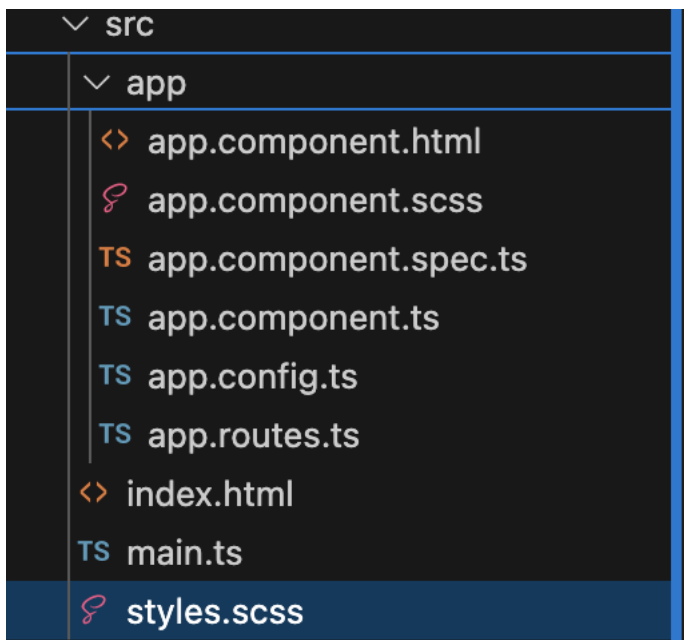 src
app
<> app.component.html
app.component.scss
TS app.component.spec.ts
TS app.component.ts
TS app.config.ts
TS app.routes.ts
<> index.html
TS main.ts
styles.scss